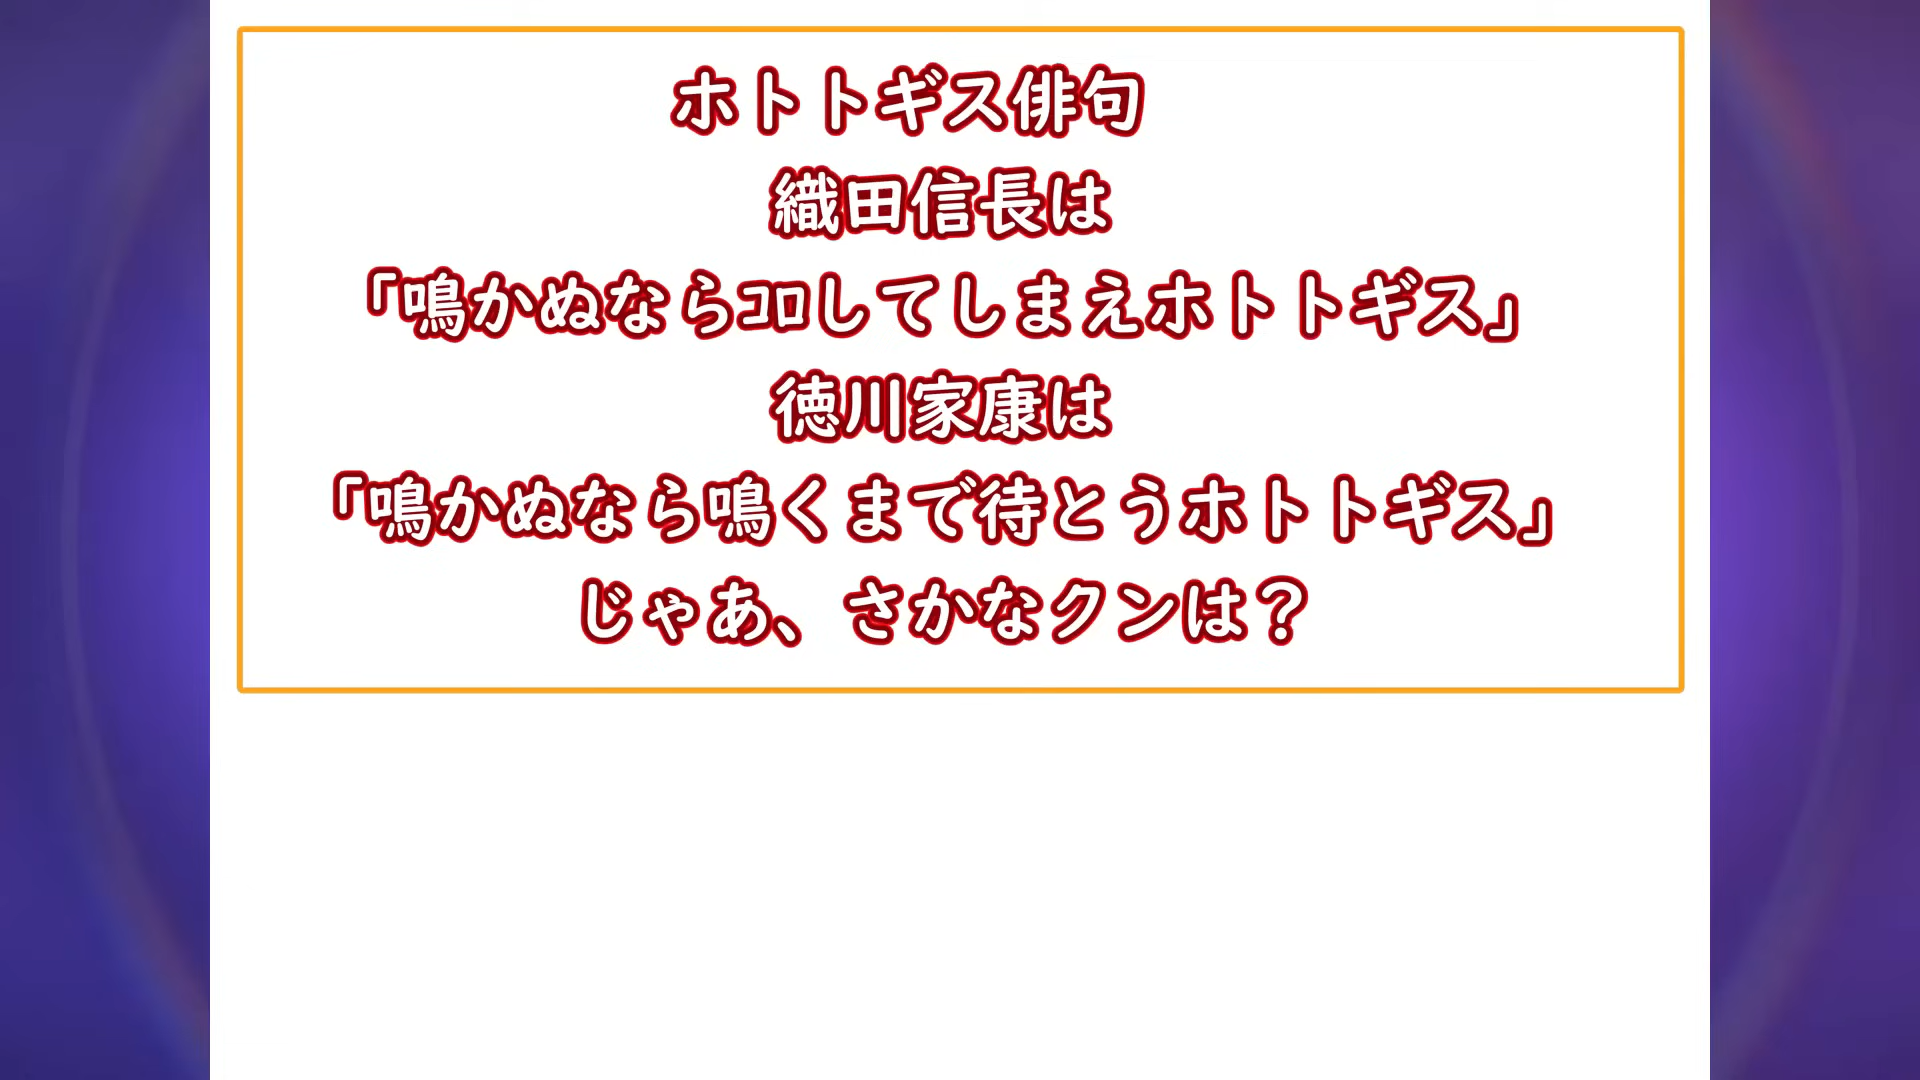 ホトトギス俳句
織田信長は
「鳴かぬならｺﾛしてしまえホトトギス」
徳川家康は
「鳴かぬなら鳴くまで待とうホトトギス」
じゃあ、さかなクンは？